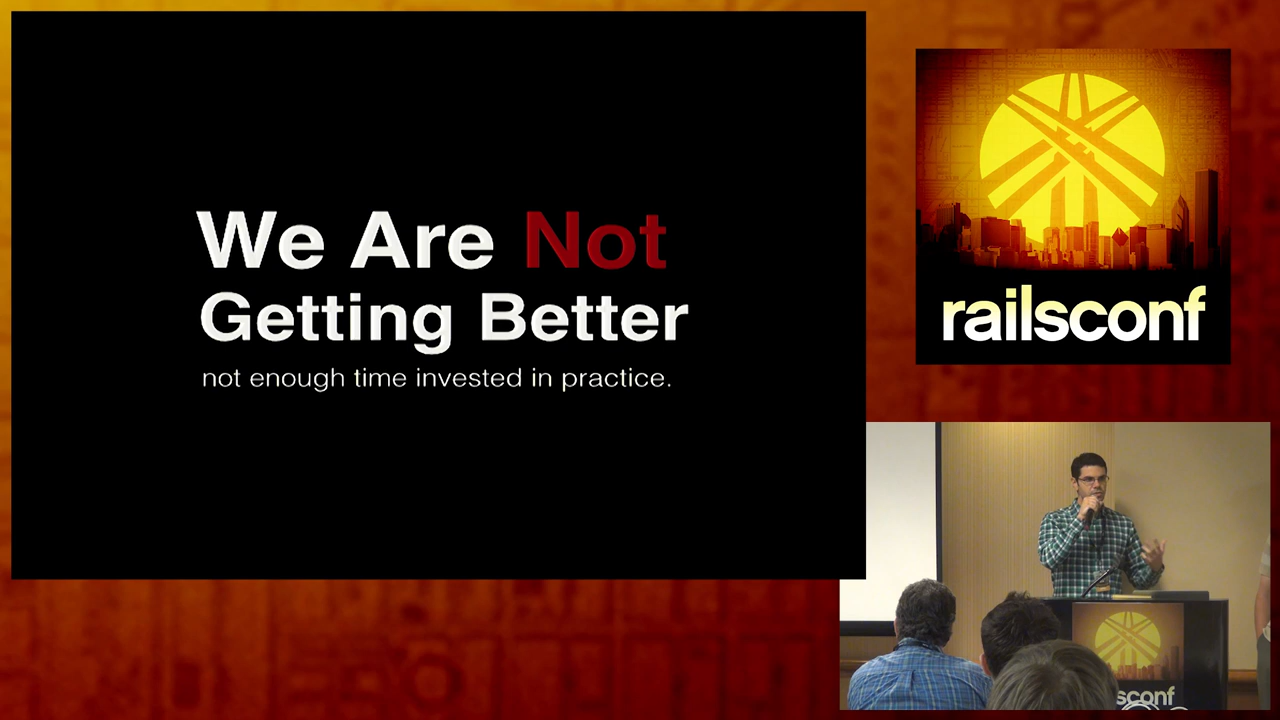 We Are Not
Getting Better
not enough time invested in practice.
railsconf
sconf